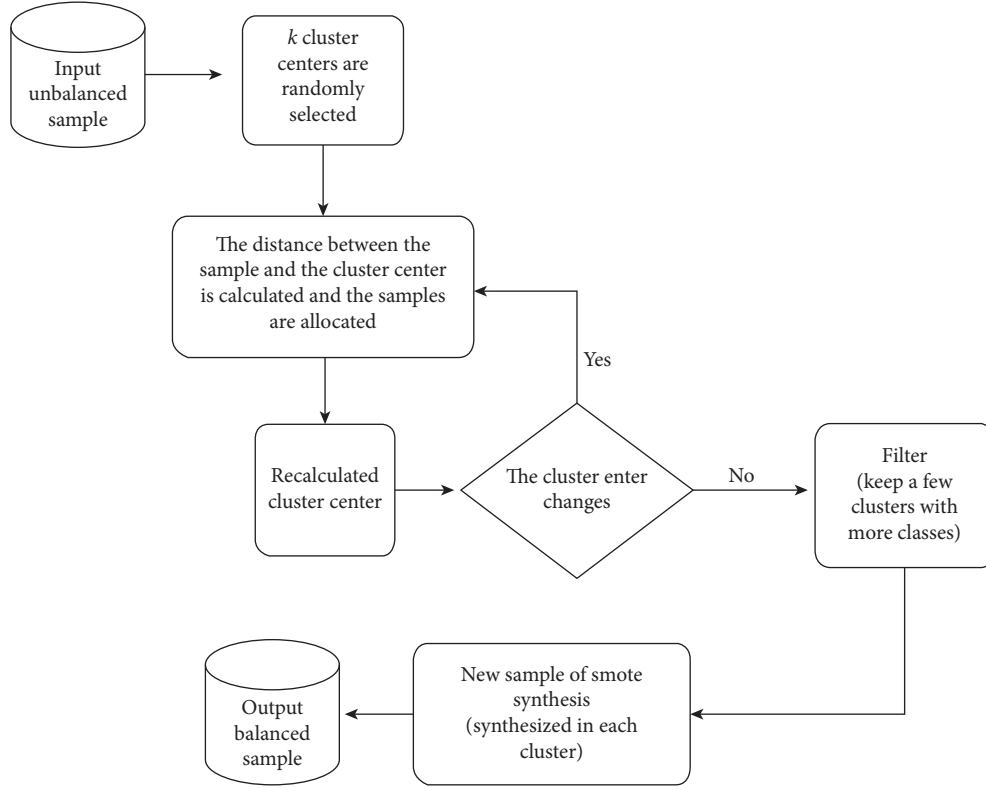 Input
unbalanced
sample
k cluster
centers are
randomly
selected
The distance between the
sample and the cluster center
is calculated and the samples
are allocated
Yes
Recalculated
cluster center
The cluster enter
changes
No
Filter
(keep a few
clusters with
more classes)
New sample of smote
synthesis
(synthesized in each
cluster)
Output
balanced
sample